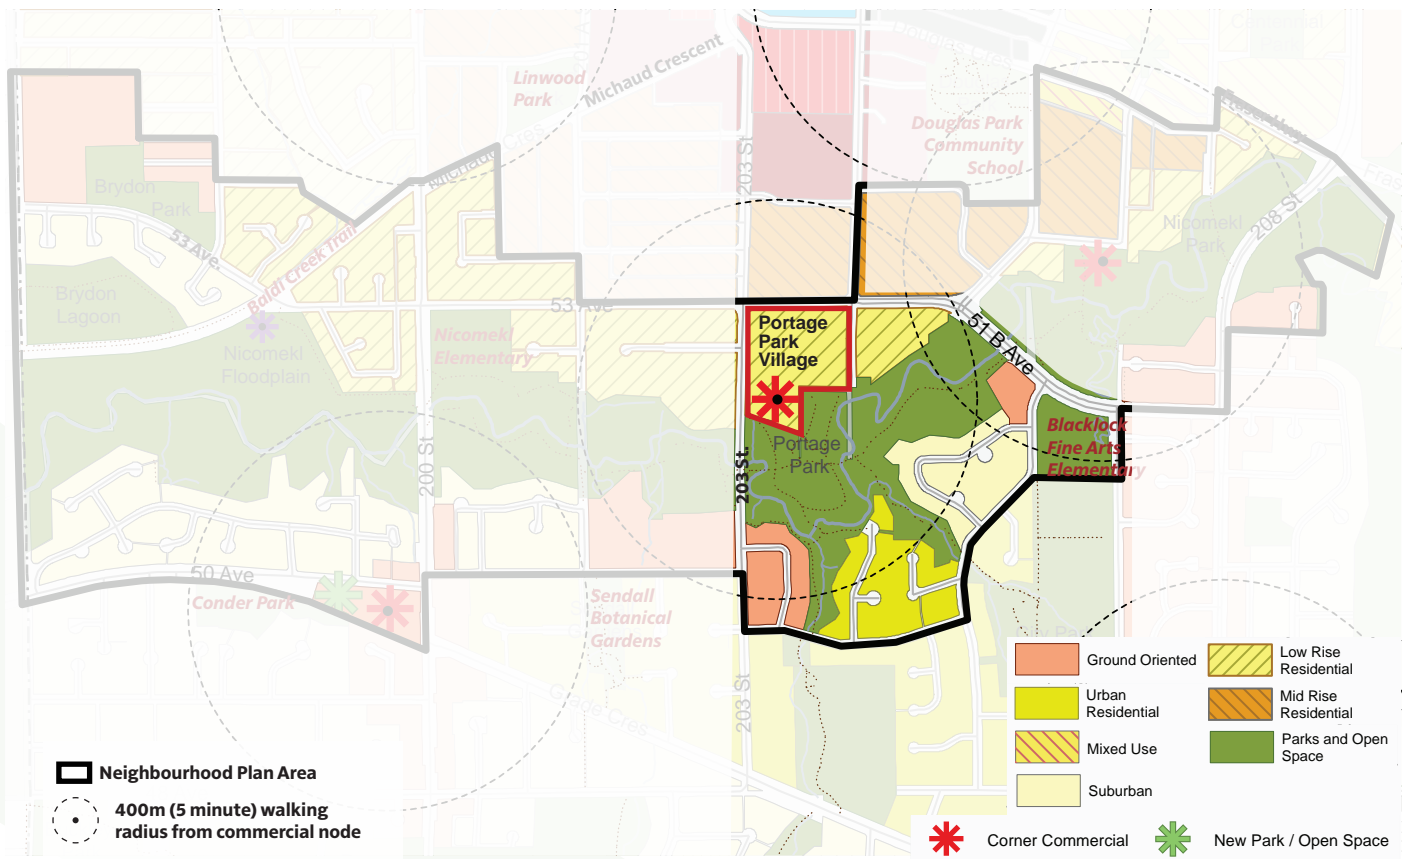 Linwood
Park
Michaud Crescent
Michaud Cres
203 St
Douglas Cres
Douglas Park
Community
School
Fraser Hwy
Brydon
Park
53 Ave.
Baldi Creek Trail
Nicomekl
Park
208 St
Brydon
Lagoon
53 Ave
Nicomekl
Elementary
Nicomekl
Floodplain
Portage
Park
Village
51 B Ave
Portage
Park
Blacklock
Fine Arts
Elementary
200 St
203 St.
50 Ave
Conder Park
Sendall
Botanical
Gardens
203 St
Grade Cres
Ground Oriented
Low Rise
Residential
Urban
Residential
Mid Rise
Residential
Mixed Use
Parks and Open
Space
Suburban
Corner Commercial
New Park / Open Space
Neighbourhood Plan Area
400m (5 minute) walking
radius from commercial node